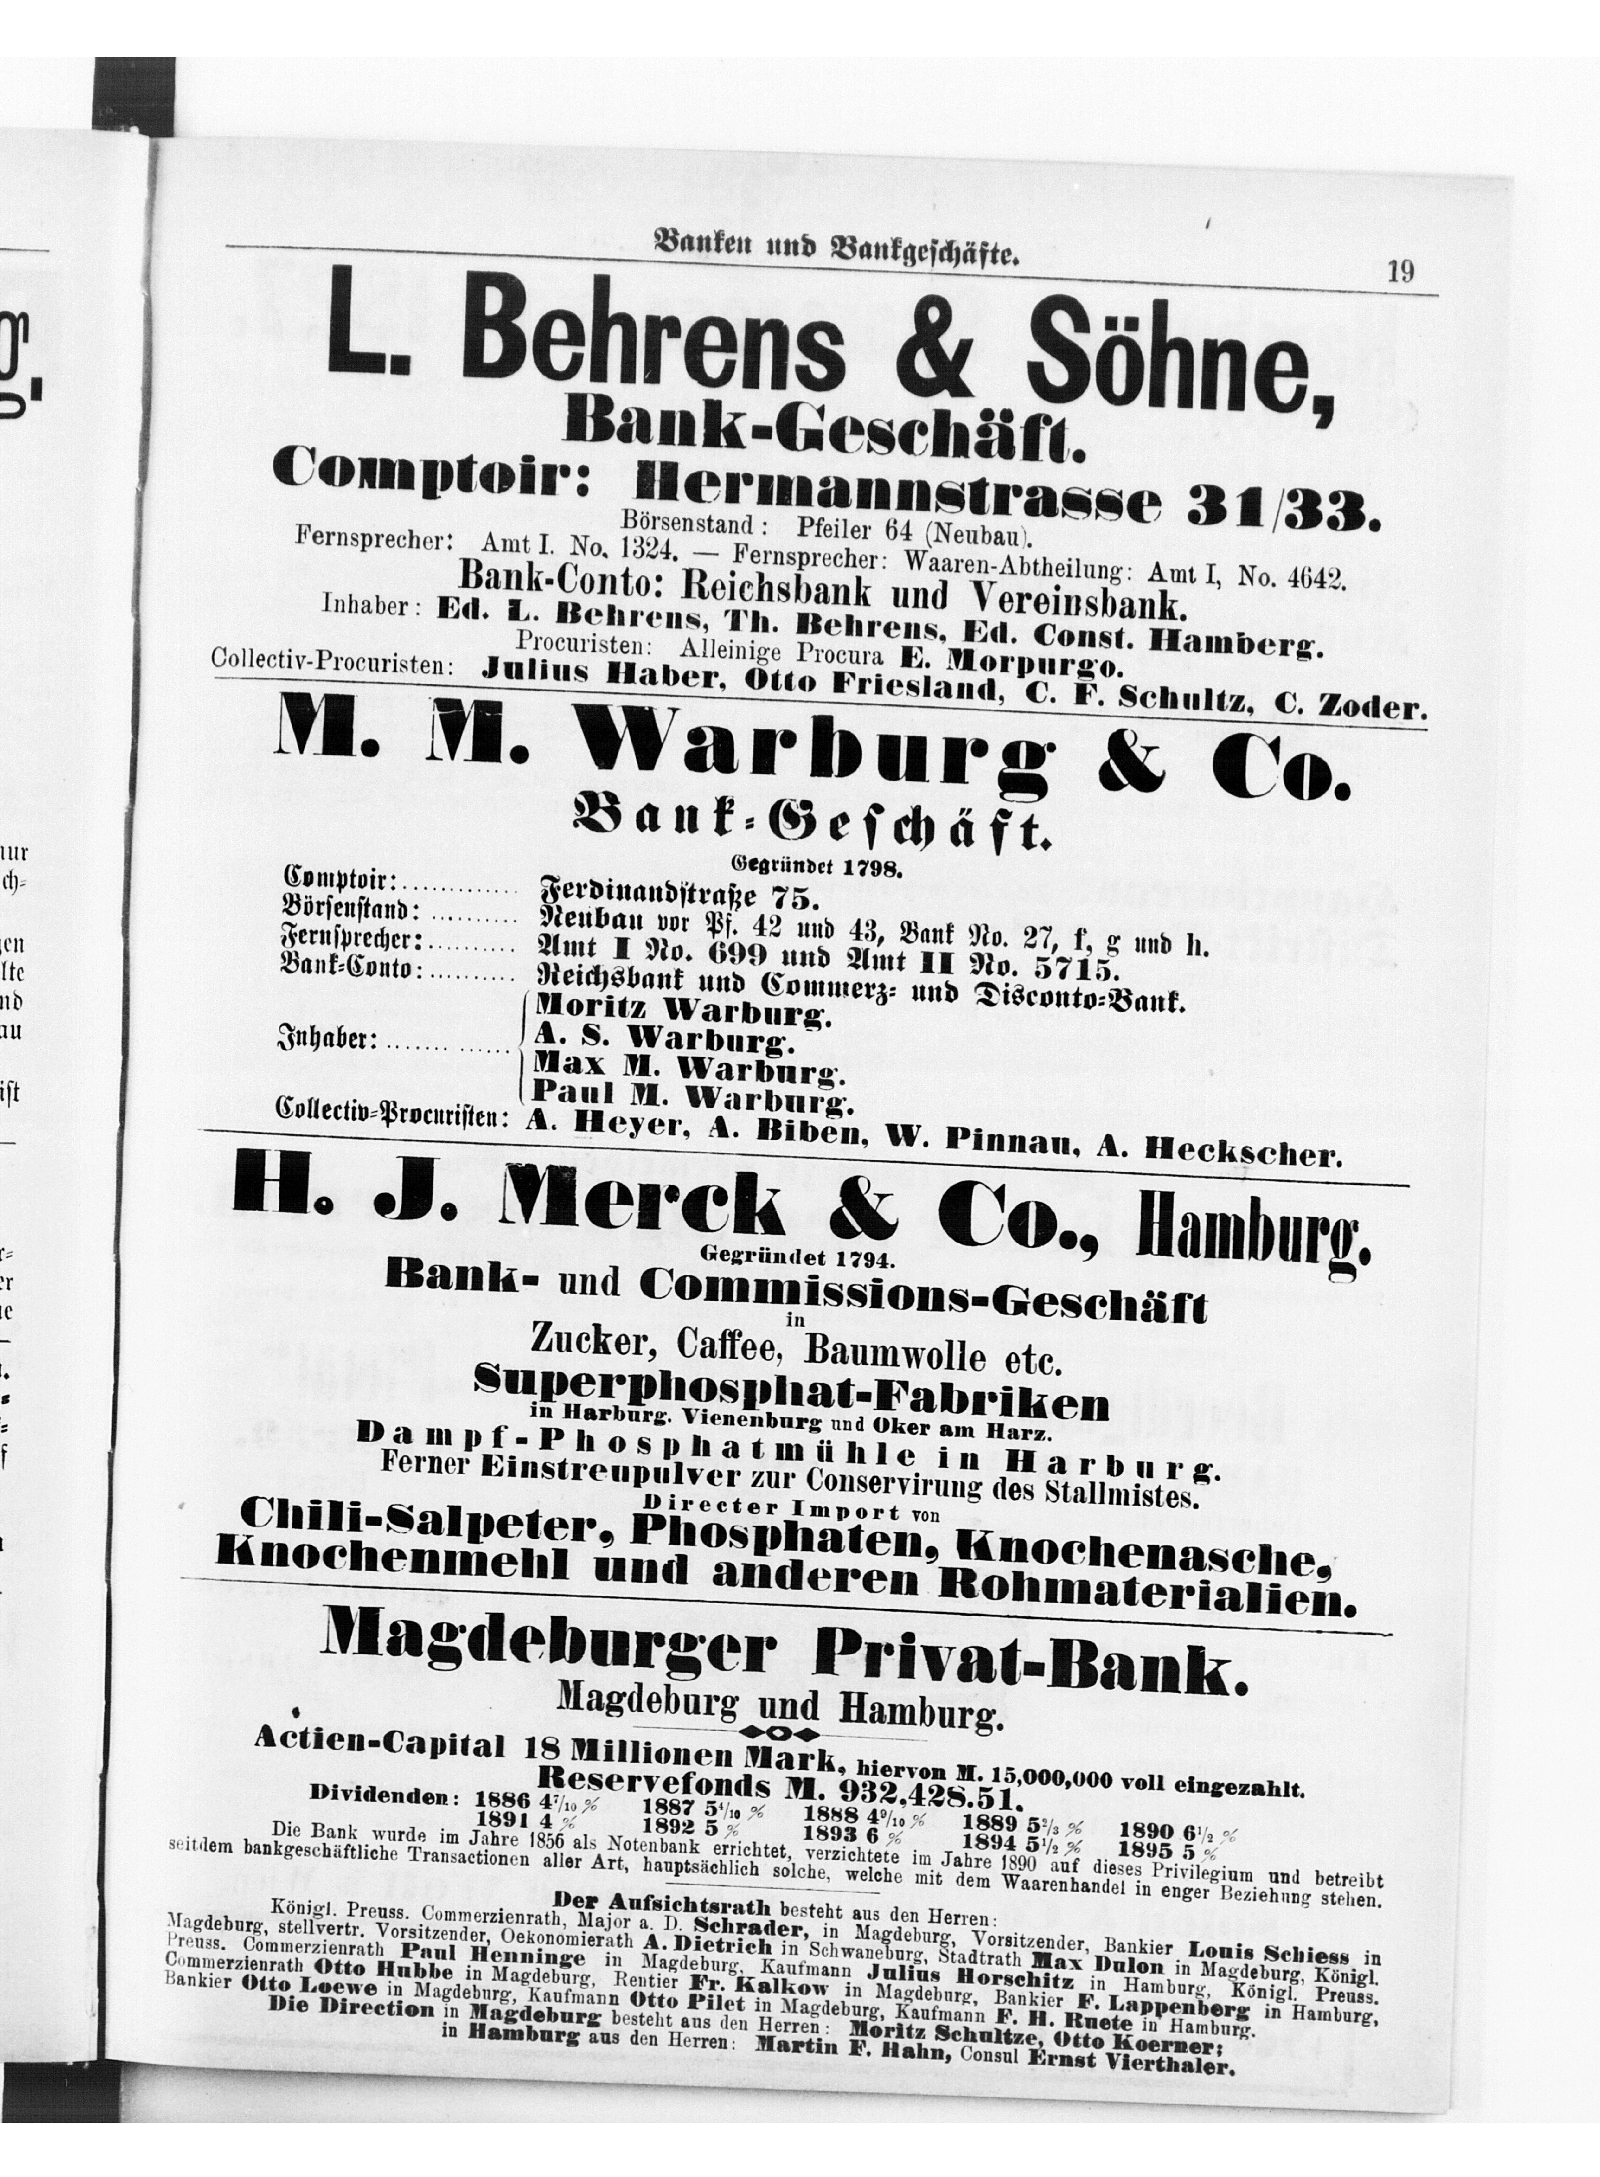 Banken und Bankgeschäfte.
19
L. Behrens & Söhne,
Bank-Geschäft.
Comptoir: Hermannstrasse 31/33.
Börsenstand: Pfeiler 64 (Neubau).
Fernsprecher: Amt I. No. 1324. — Fernsprecher: Waaren-Abtheilung: Amt I, No. 4642.
Bank-Conto: Reichsbank und Vereinsbank.
Inhaber: Ed. L. Behrens, Th. Behrens, Ed. Const. Hamberg.
Procuristen: Alleinige Procura E. Morpurgo.
Collectiv-Procuristen: Julius Haber, Otto Friesland, C. F. Schultz, C. Zoder.
M. M. Warburg & Co.
Bank-Geschäft.
Gegründet 1798.
Comptoir: ............. Ferdinandstraße 75.
Börsenstand: .......... Neubau vor Pf. 42 und 43, Bank No. 27, f, g und h.
Fernsprecher: .......... Amt I No. 699 und Amt II No. 5715.
Bank-Conto: .......... Reichsbank und Commerz- und Disconto-Bank.
Moritz Warburg.
A. S. Warburg.
Inhaber: .............
Max M. Warburg.
Paul M. Warburg.
Collectiv-Procuristen: A. Heyer, A. Biben, W. Pinnau, A. Heckscher.
H. J. Merck & Co., Hamburg.
Gegründet 1794.
Bank- und Commissions-Geschäft
in
Zucker, Caffee, Baumwolle etc.
Superphosphat-Fabriken
in Harburg, Vienenburg und Oker am Harz.
Dampf-Phosphatmühle in Harburg.
Ferner Einstreupulver zur Conservirung des Stallmistes.
Directer Import von
Chili-Salpeter, Phosphaten, Knochenasche,
Knochenmehl und anderen Rohmaterialien.
Magdeburger Privat-Bank.
Magdeburg und Hamburg.
Actien-Capital 18 Millionen Mark, hiervon M. 15,000,000 voll eingezahlt.
Reservefonds M. 932,428.51.
Dividenden: 1886 4 7/10 % 1887 5 4/10 % 1888 4 9/10 % 1889 5 2/3 % 1890 6 1/2 %
1891 4 % 1892 5 % 1893 6 % 1894 5 1/2 % 1895 5 %
Die Bank wurde im Jahre 1856 als Notenbank errichtet, verzichtete im Jahre 1890 auf dieses Privilegium und betreibt
seitdem bankgeschäftliche Transactionen aller Art, hauptsächlich solche, welche mit dem Waarenhandel in enger Beziehung stehen.
Der Aufsichtsrath besteht aus den Herren:
Königl. Preuss. Commerzienrath, Major a. D. Schrader, in Magdeburg, Vorsitzender, Bankier Louis Schiess in
Magdeburg, stellvertr. Vorsitzender, Oekonomierath A. Dietrich in Schwaneburg, Stadtrath Max Dulon in Magdeburg, Königl.
Preuss. Commerzienrath Paul Henninge in Magdeburg, Kaufmann Julius Horschitz in Hamburg, Königl. Preuss.
Commerzienrath Otto Hubbe in Magdeburg, Rentier Fr. Kalkow in Magdeburg, Bankier F. Lappenberg in Hamburg,
Bankier Otto Loewe in Magdeburg, Kaufmann Otto Pilet in Magdeburg, Kaufmann F. H. Ruete in Hamburg.
Die Direction in Magdeburg besteht aus den Herren: Moritz Schultze, Otto Koerner;
in Hamburg aus den Herren: Martin F. Hahn, Consul Ernst Vierthaler.